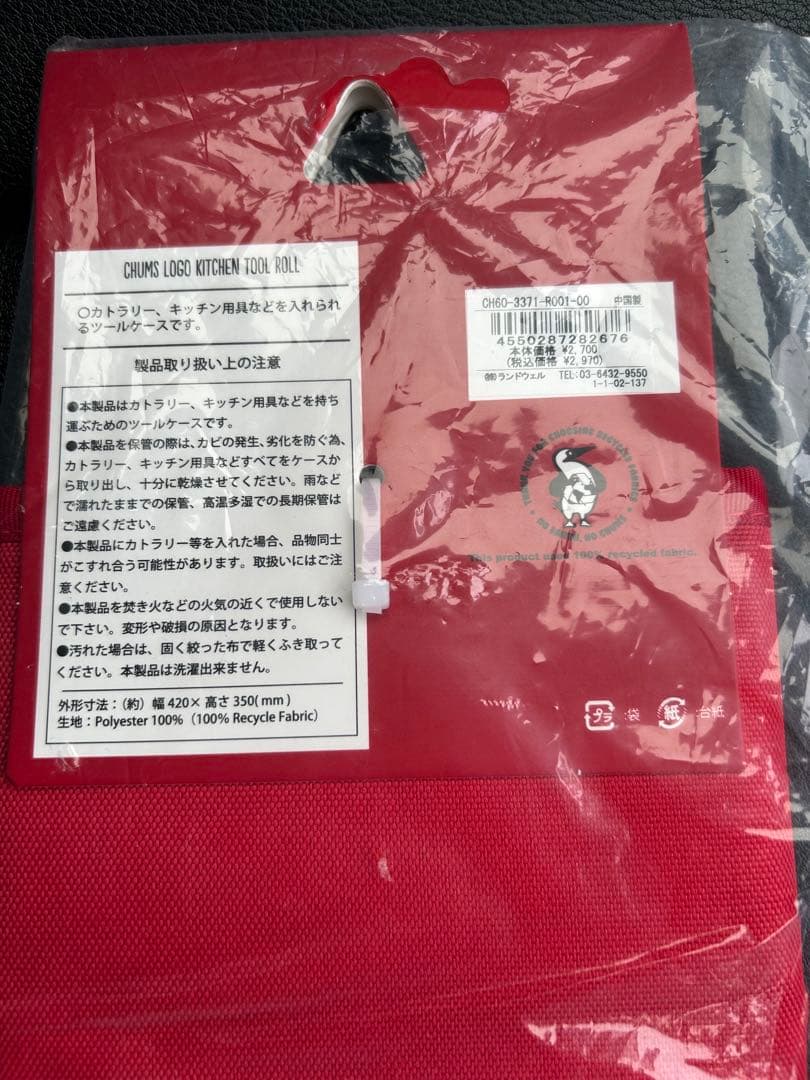 CHUMS LOGO KITCHEN TOOL ROLL
○カトラリー、キッチン用具などを入れられ
るツールケースです。
製品取り扱い上の注意
●本製品はカトラリー、キッチン用具などを持ち
運ぶためのツールケースです。
●本製品を保管の際は、カビの発生、劣化を防ぐ為、
カトラリー、キッチン用具などすべてをケースか
ら取り出し、十分に乾燥させてください。雨など
で濡れたままでの保管、高温多湿での長期保管は
ご遠慮ください。
●本製品にカトラリー等を入れた場合、品物同士
がこすれ合う可能性があります。取扱いにはご注
意ください。
●本製品を焚き火などの火気の近くで使用しない
で下さい。変形や破損の原因となります。
●汚れた場合は、固く絞った布で軽くふき取って
ください。本製品は洗濯出来ません。
外形寸法：（約）幅 420× 高さ 350( mm )
生地：Polyester 100%（100% Recycle Fabric）
CH60-3371-R001-00 中国製
4550287282676
本体価格 ¥2,700
(税込価格 ¥2,970)
㈱ランドウェル TEL:03-6432-9550
1-1-02-137
THANK YOU FOR CHOOSING RECYCLED FABRIC
NO EARTH, NO CHUMS
This product uses 100% recycled fabric.
プラ :袋 紙 :台紙